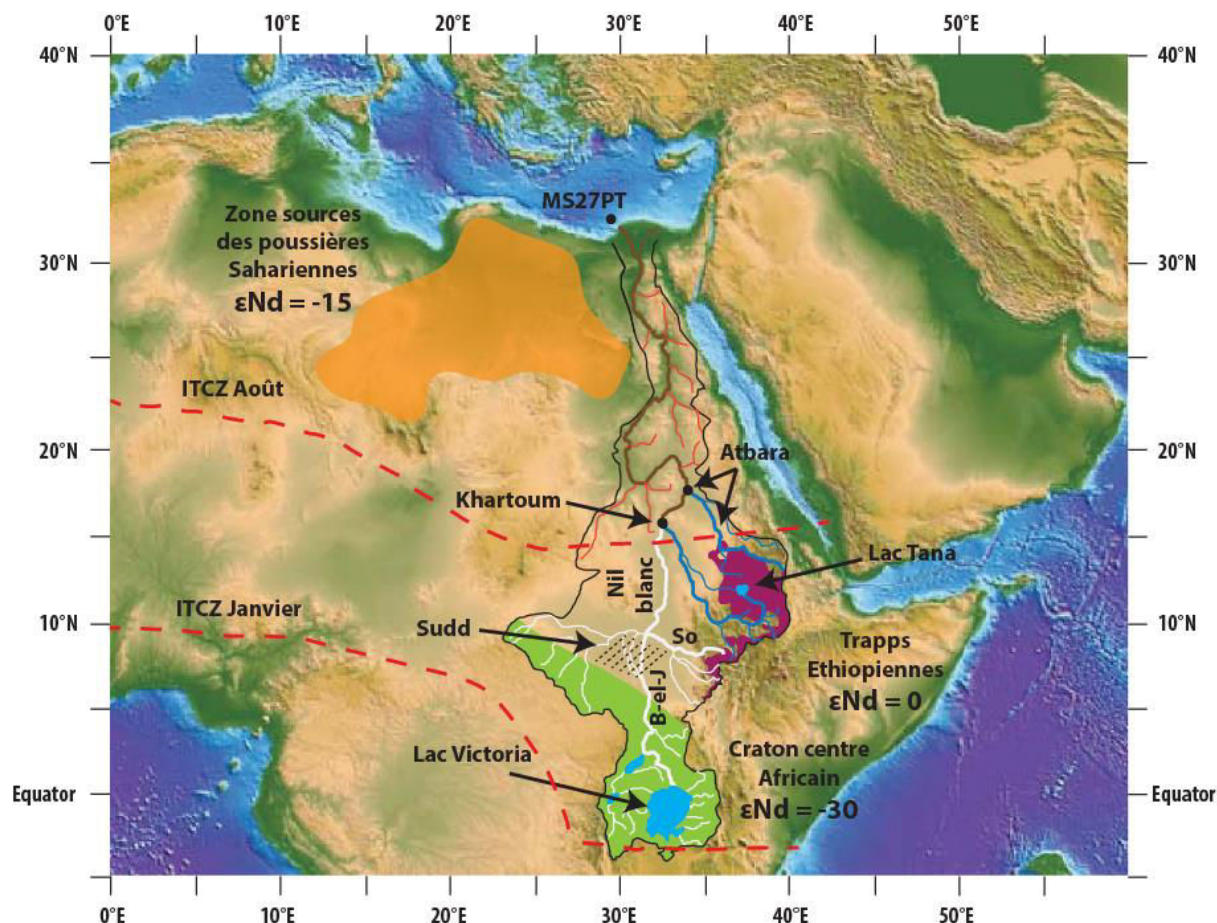 0°E 10°E 20°E 30°E 40°E 50°E
40°N 40°N
MS27PT
Zone sources
des poussières
Sahariennes
εNd = -15
30°N 30°N
ITCZ Août
20°N 20°N
Atbara
Khartoum
Lac Tana
Nil
blanc
ITCZ Janvier
10°N 10°N
Sudd
So
Trapps
Ethiopiennes
εNd = 0
B-el-J
Lac Victoria
Craton centre
Africain
εNd = -30
Equator Equator
0°E 10°E 20°E 30°E 40°E 50°E